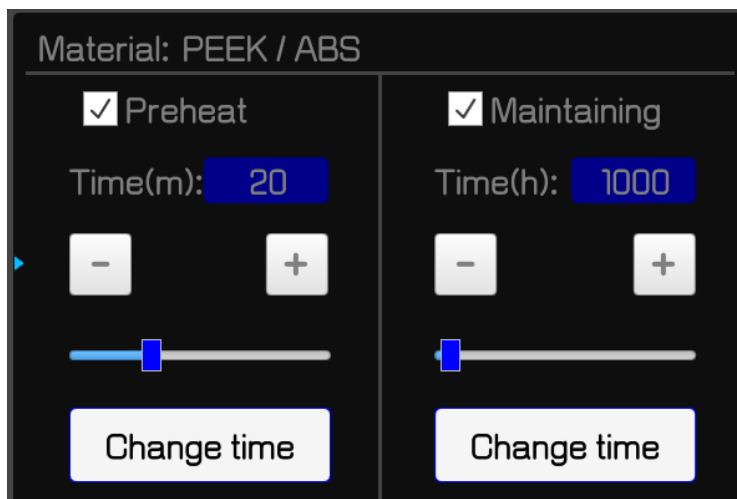 Material: PEEK / ABS
Preheat
Time(m): 20
- +
Change time
Maintaining
Time(h): 1000
- +
Change time